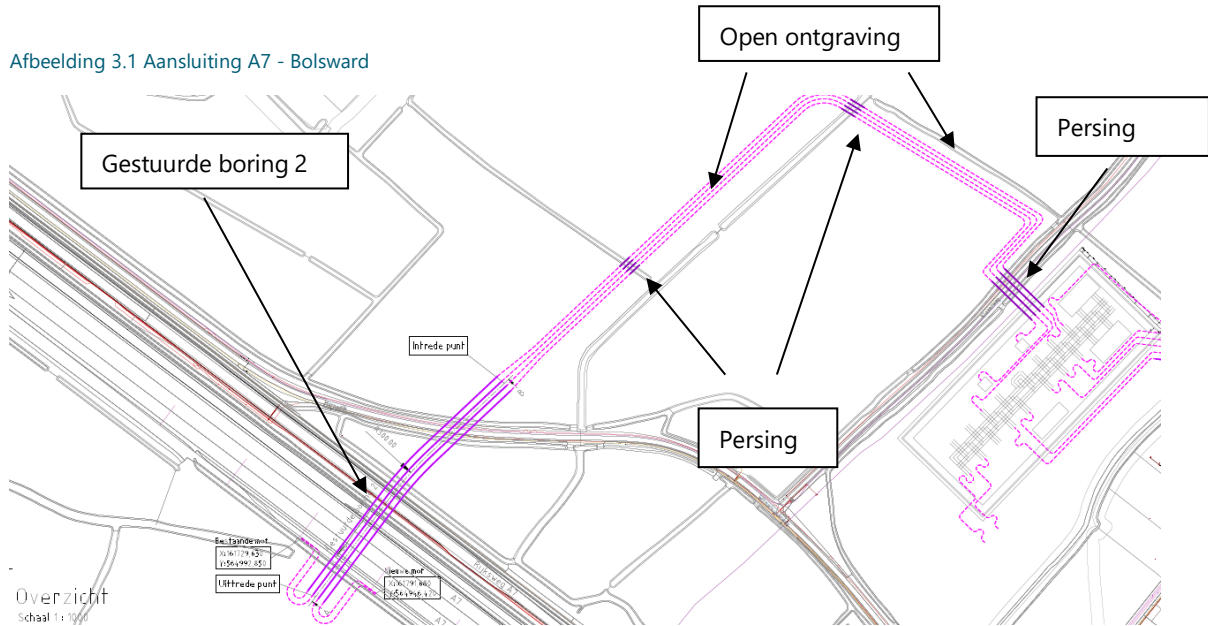 Afbeelding 3.1 Aansluiting A7 - Bolsward
Open ontgraving
Persing
Gestuurde boring 2
Intrede punt
Persing
Bestaande mof
Nieuwe mof
Uittrede punt
Rijksweg A7
A7
A7
Overzicht
Schaal 1: 1000